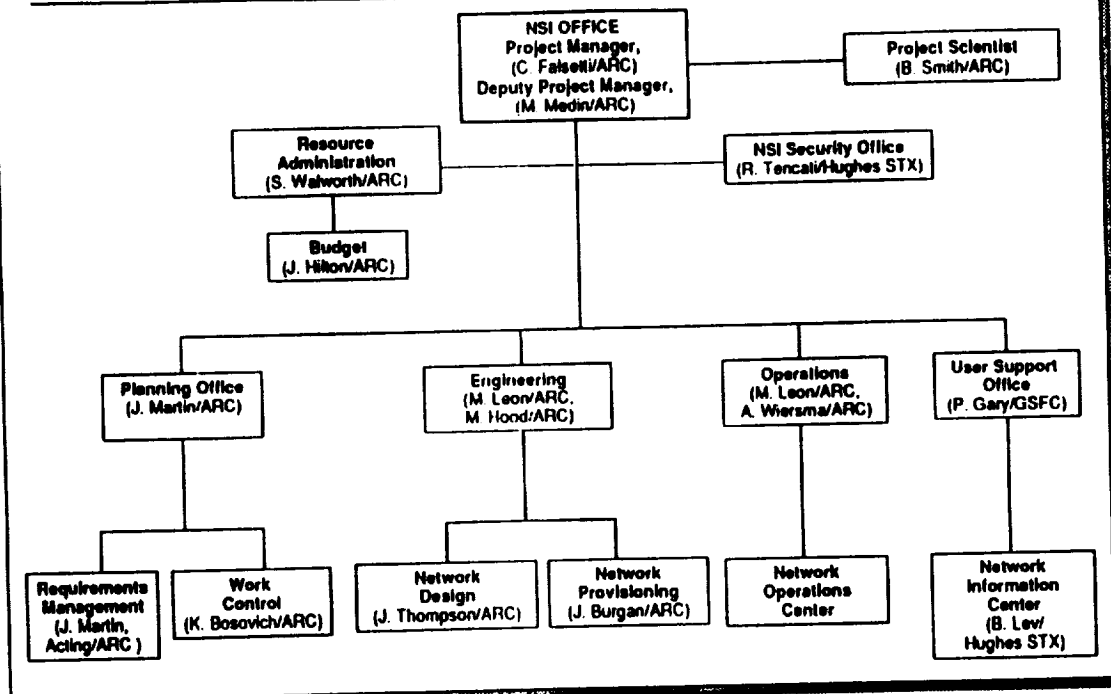 NSI OFFICE
Project Manager,
(C. Falsetti/ARC)
Deputy Project Manager,
(M. Medin/ARC)
Project Scientist
(B. Smith/ARC)
Resource
Administration
(S. Walworth/ARC)
NSI Security Office
(R. Tencati/Hughes STX)
Budget
(J. Hilton/ARC)
Planning Office
(J. Martin/ARC)
Engineering
(M. Leon/ARC,
M. Hood/ARC)
Operations
(M. Leon/ARC,
A. Wiersma/ARC)
User Support
Office
(P. Gary/GSFC)
Requirements
Management
(J. Martin,
Acting/ARC )
Work
Control
(K. Bosovich/ARC)
Network
Design
(J. Thompson/ARC)
Network
Provisioning
(J. Burgan/ARC)
Network
Operations
Center
Network
Information
Center
(B. Lev/
Hughes STX)